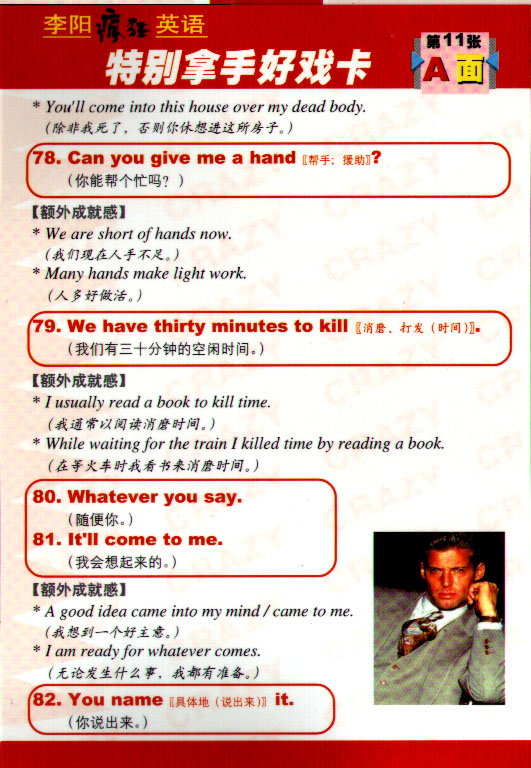 李阳疯狂英语
特别拿手好戏卡
第11张
A面
* You'll come into this house over my dead body.
(除非我死了，否则你休想进这所房子。)
78. Can you give me a hand〖帮手；援助〗?
(你能帮个忙吗？)
【额外成就感】
* We are short of hands now.
(我们现在人手不足。)
* Many hands make light work.
(人多好做活。)
79. We have thirty minutes to kill〖消磨、打发（时间）〗.
(我们有三十分钟的空闲时间。)
【额外成就感】
* I usually read a book to kill time.
(我通常以阅读消磨时间。)
* While waiting for the train I killed time by reading a book.
(在等火车时我看书来消磨时间。)
80. Whatever you say.
(随便你。)
81. It'll come to me.
(我会想起来的。)
【额外成就感】
* A good idea came into my mind / came to me.
(我想到一个好主意。)
* I am ready for whatever comes.
(无论发生什么事，我都有准备。)
82. You name〖具体地（说出来）〗it.
(你说出来。)